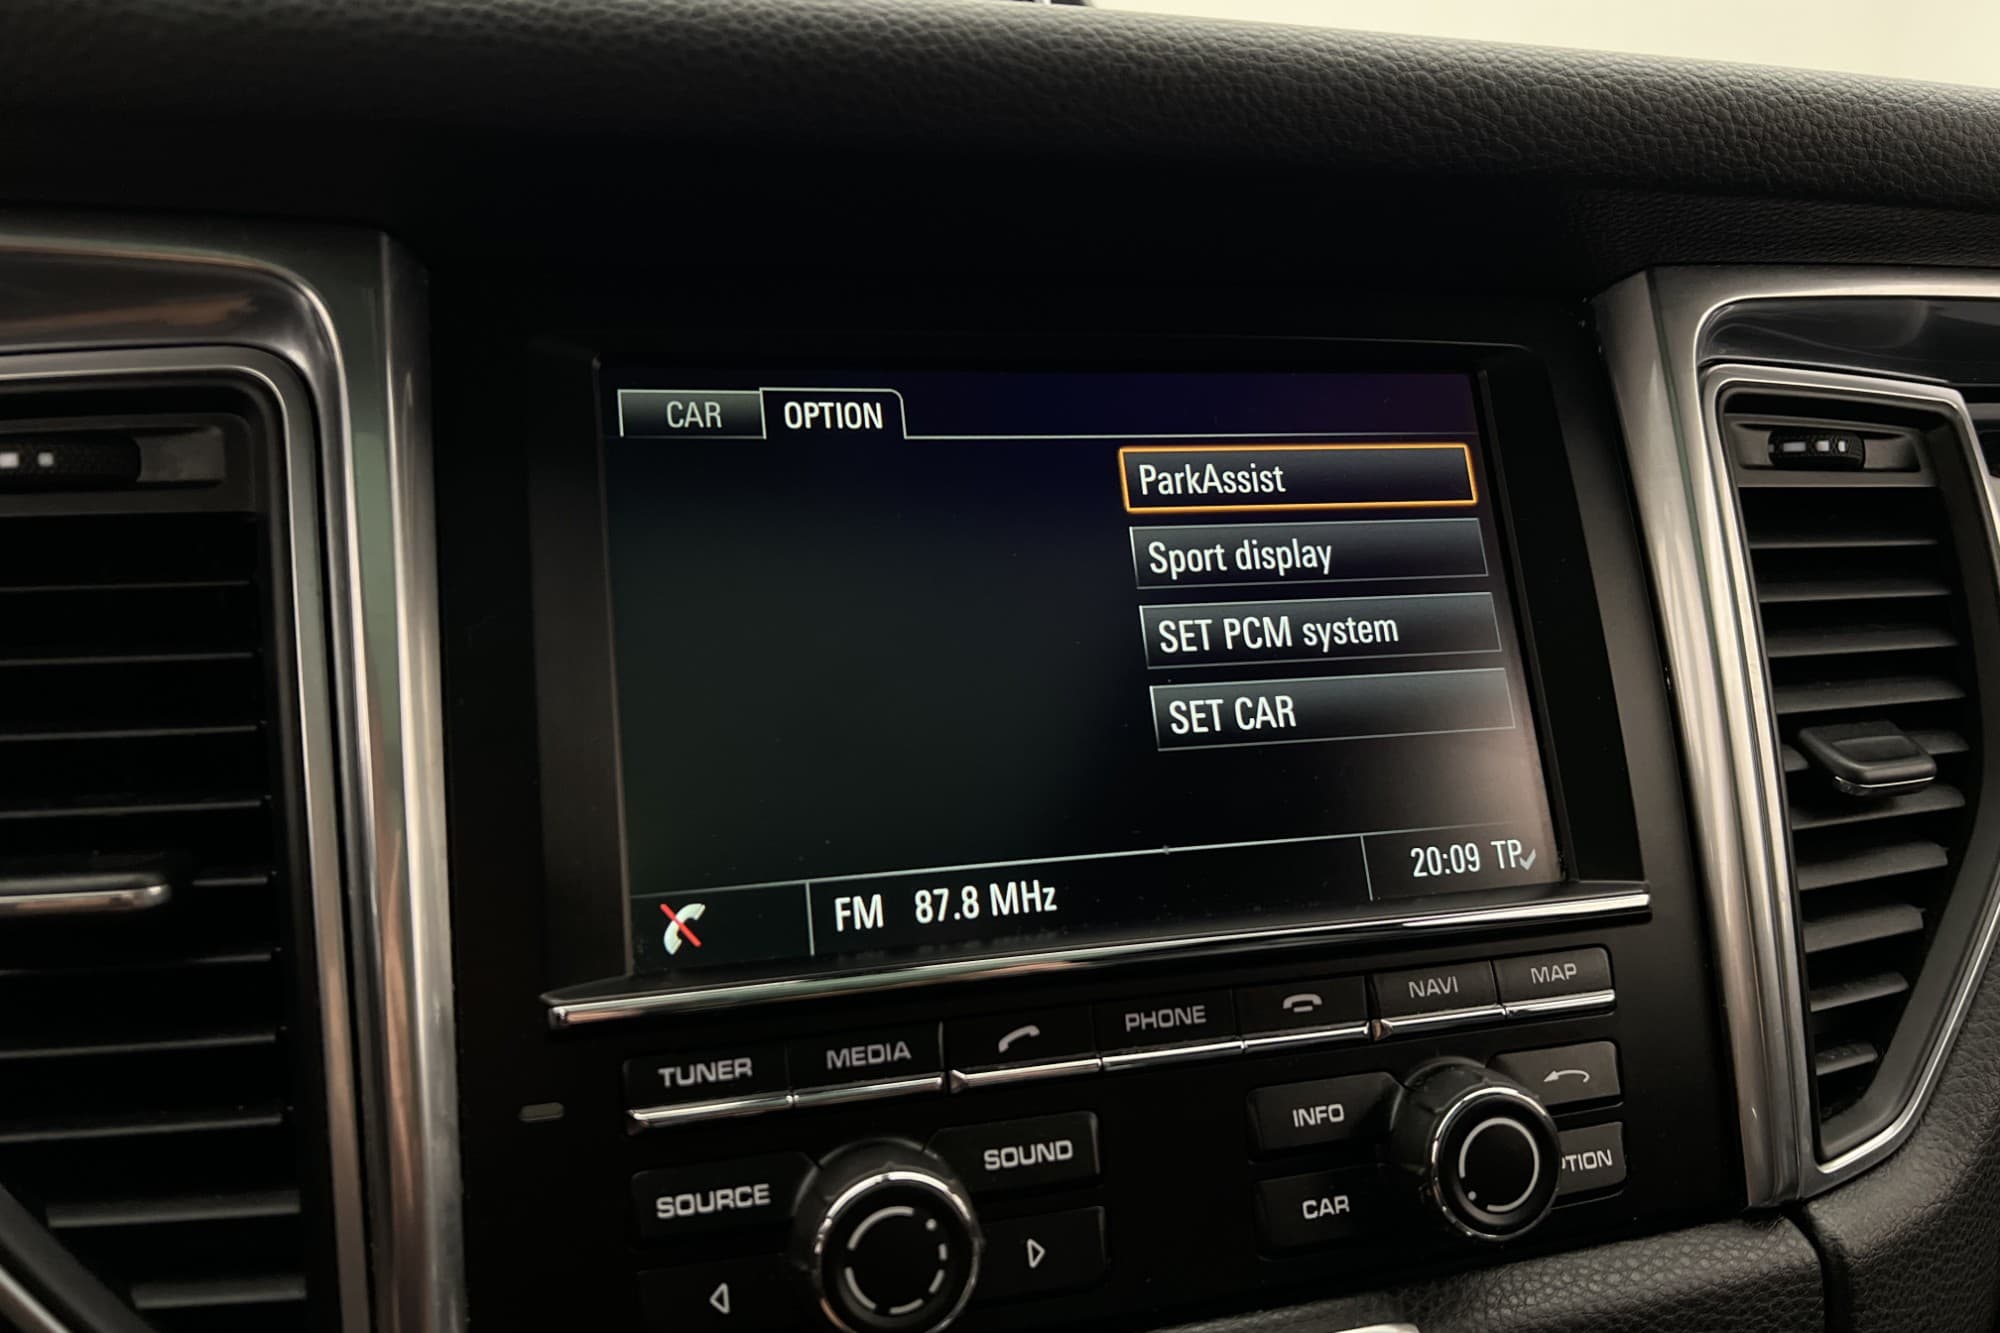 CAR
OPTION
ParkAssist
Sport display
SET PCM system
SET CAR
FM 87.8 MHz
20:09 TP
TUNER
MEDIA
PHONE
NAVI
MAP
SOURCE
SOUND
INFO
CAR
TION